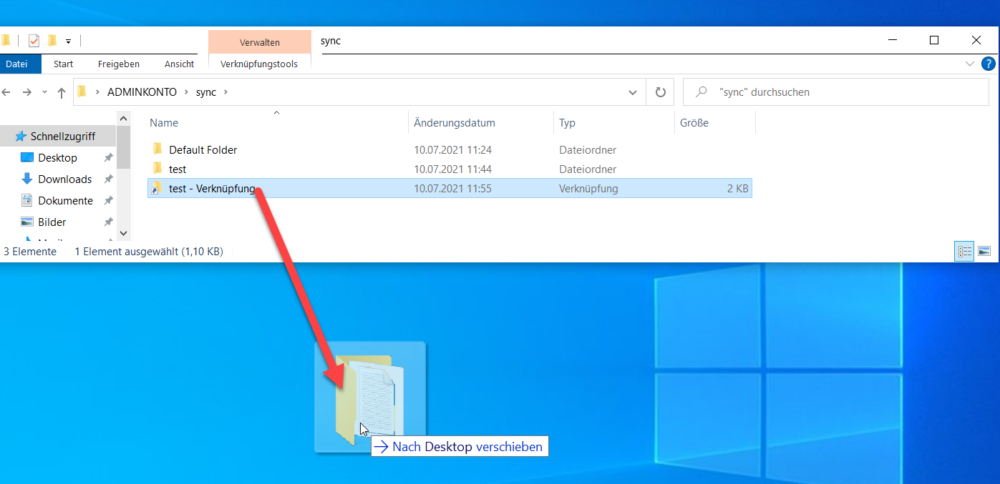 Verwalten
sync
Datei Start Freigeben Ansicht Verknüpfungstools
ADMINKONTO sync
"sync" durchsuchen
Name Änderungsdatum Typ Größe
Schnellzugriff
Desktop
Downloads
Dokumente
Bilder
Default Folder 10.07.2021 11:24 Dateiordner
test 10.07.2021 11:44 Dateiordner
test - Verknüpfung 10.07.2021 11:55 Verknüpfung 2 KB
3 Elemente 1 Element ausgewählt (1,10 KB)
Nach Desktop verschieben